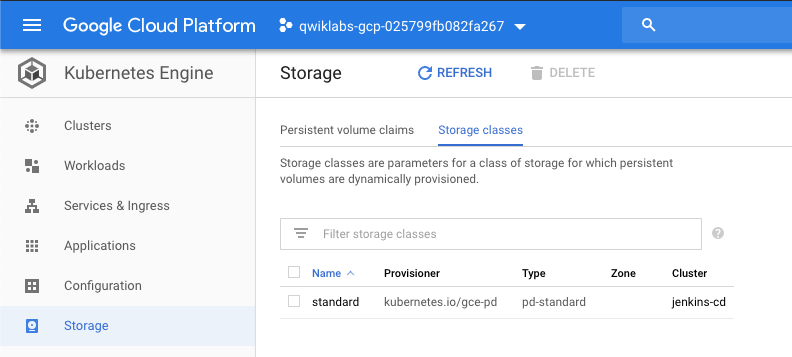 Google Cloud Platform qwiklabs-gcp-025799fb082fa267
Kubernetes Engine
Storage REFRESH DELETE
Clusters
Workloads
Services & Ingress
Applications
Configuration
Storage
Persistent volume claims Storage classes
Storage classes are parameters for a class of storage for which persistent
volumes are dynamically provisioned.
Filter storage classes ?
Name Provisioner Type Zone Cluster
standard kubernetes.io/gce-pd pd-standard jenkins-cd